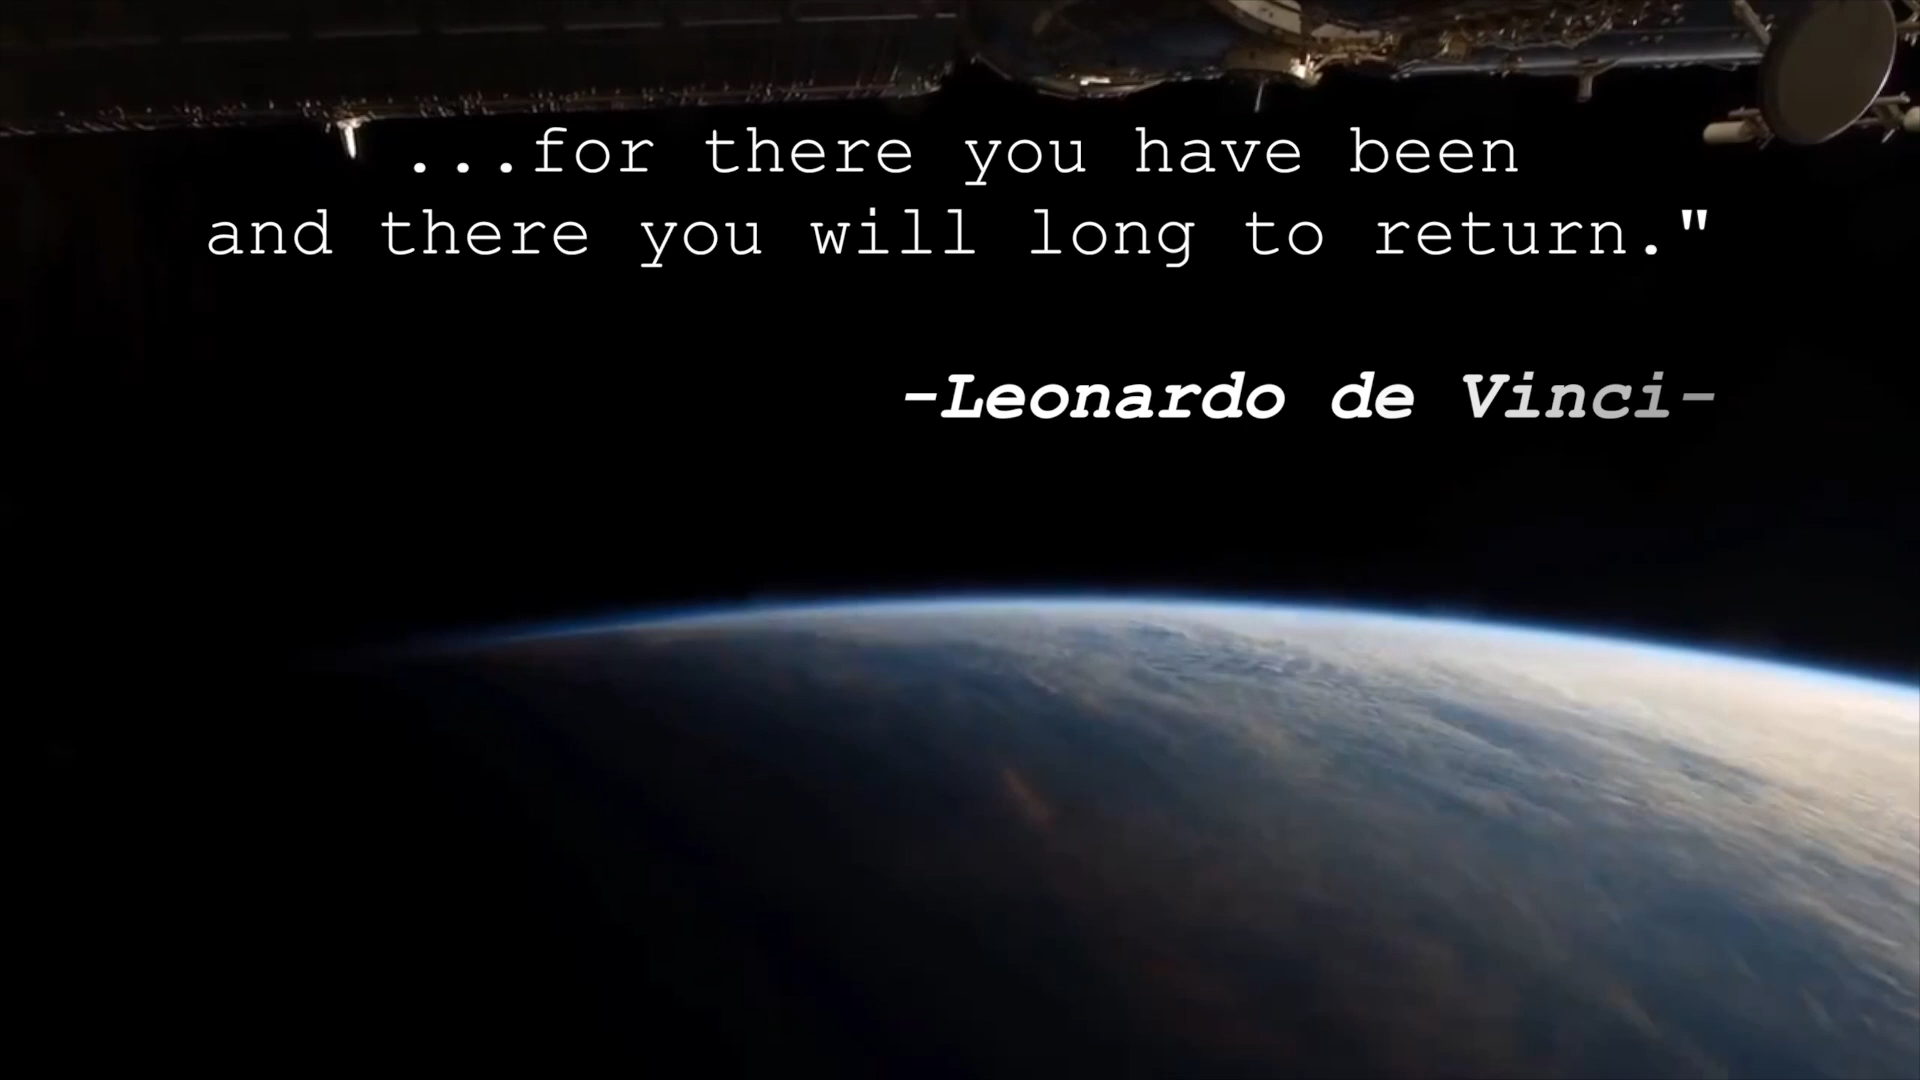 ...for there you have been
and there you will long to return."
-Leonardo de Vinci-